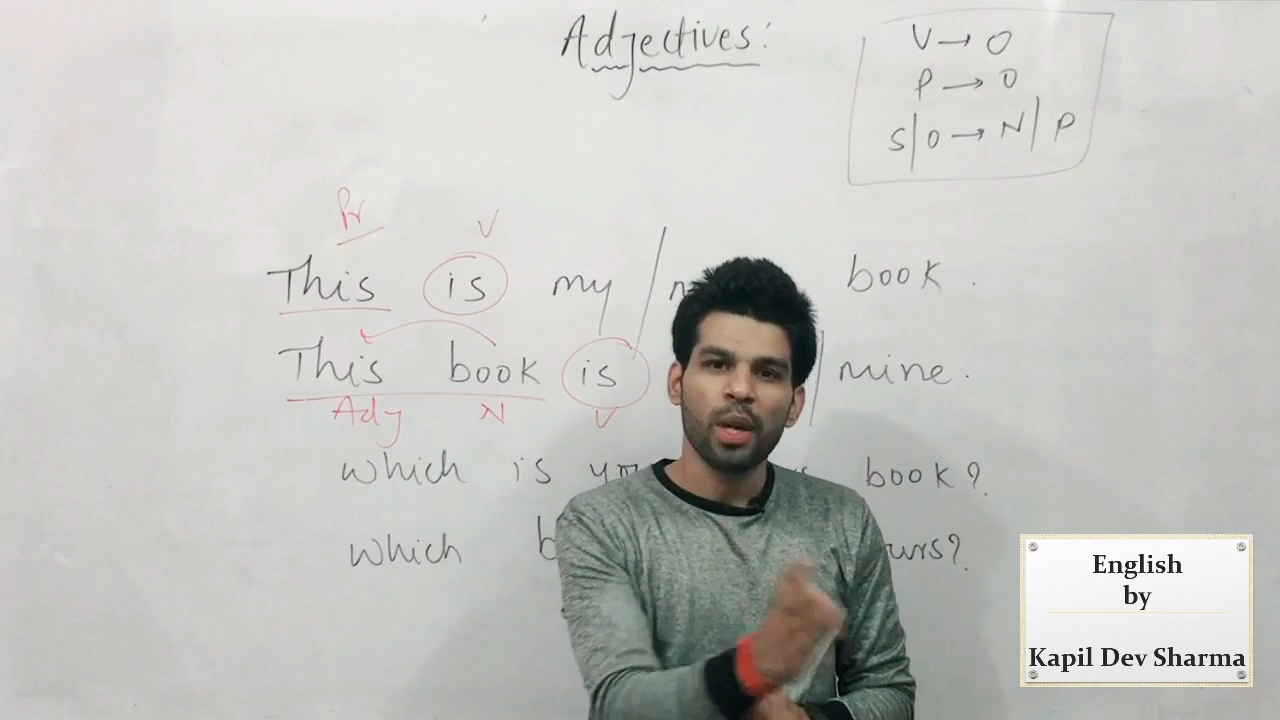 Adjectives:
V → O
P → O
S|O → N| P
Pr V
This is my / book.
This book is / mine.
Adj N V
which is book?
which
English
by
Kapil Dev Sharma